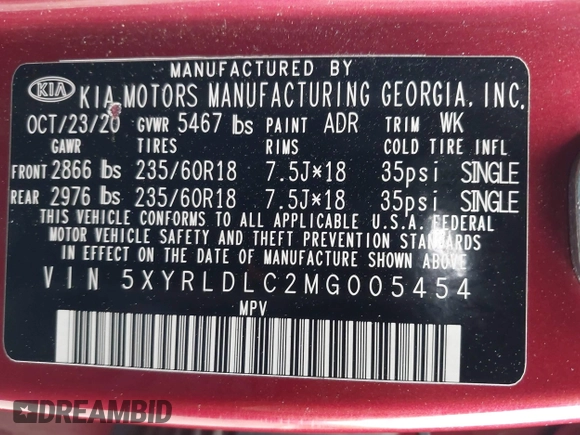 MANUFACTURED BY
KIA KIA MOTORS MANUFACTURING GEORGIA, INC.
OCT/23/20 GVWR 5467 lbs PAINT ADR TRIM WK
GAWR TIRES RIMS COLD TIRE INFL
FRONT 2866 lbs 235/60R18 7.5J*18 35psi SINGLE
REAR 2976 lbs 235/60R18 7.5J*18 35psi SINGLE
THIS VEHICLE CONFORMS TO ALL APPLICABLE U.S.A. FEDERAL
MOTOR VEHICLE SAFETY AND THEFT PREVENTION STANDARDS
IN EFFECT ON THE DATE OF MANUFACTURE SHOWN ABOVE.
VIN 5XYRLDLC2MG005454
MPV
DREAMBID